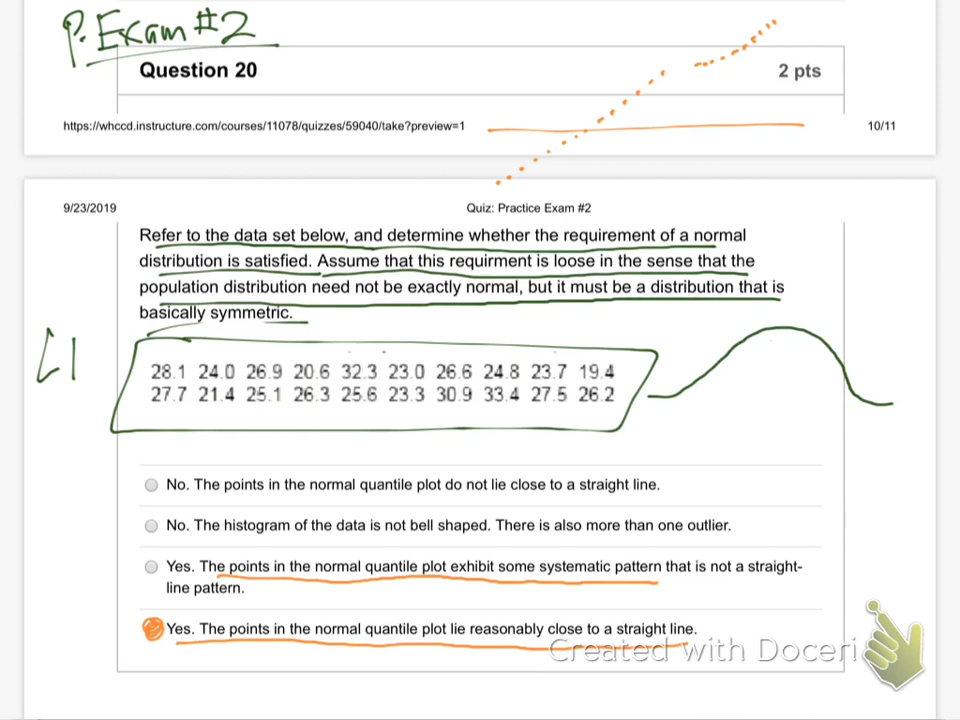 P. Exam #2
Question 20
2 pts
https://whccd.instructure.com/courses/11078/quizzes/59040/take?preview=1
10/11
9/23/2019
Quiz: Practice Exam #2
Refer to the data set below, and determine whether the requirement of a normal
distribution is satisfied. Assume that this requirment is loose in the sense that the
population distribution need not be exactly normal, but it must be a distribution that is
basically symmetric.
L1
28.1 24.0 26.9 20.6 32.3 23.0 26.6 24.8 23.7 19.4
27.7 21.4 25.1 26.3 25.6 23.3 30.9 33.4 27.5 26.2
No. The points in the normal quantile plot do not lie close to a straight line.
No. The histogram of the data is not bell shaped. There is also more than one outlier.
Yes. The points in the normal quantile plot exhibit some systematic pattern that is not a straight-
line pattern.
Yes. The points in the normal quantile plot lie reasonably close to a straight line.
Created with Doceri